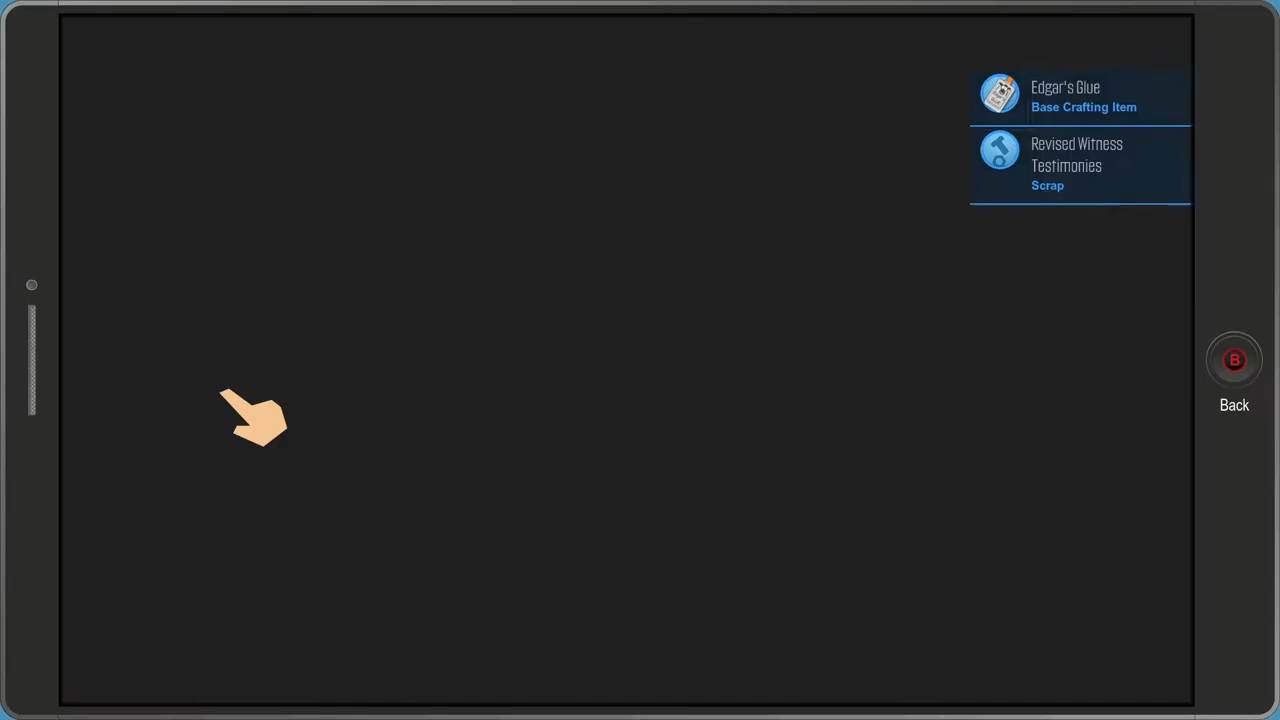 Edgar's Glue
Base Crafting Item
Revised Witness
Testimonies
Scrap
B
Back